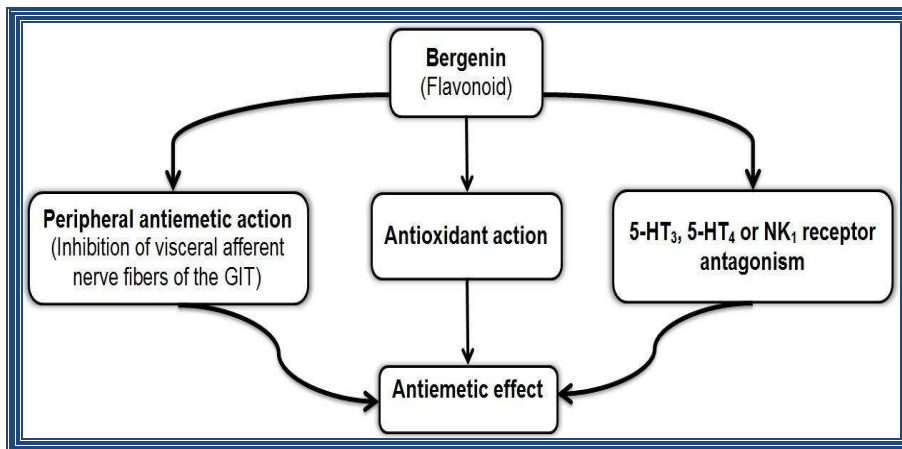 Bergenin
(Flavonoid)
Peripheral antiemetic action
(Inhibition of visceral afferent
nerve fibers of the GIT)
Antioxidant action
5-HT₃, 5-HT₄ or NK₁ receptor
antagonism
Antiemetic effect